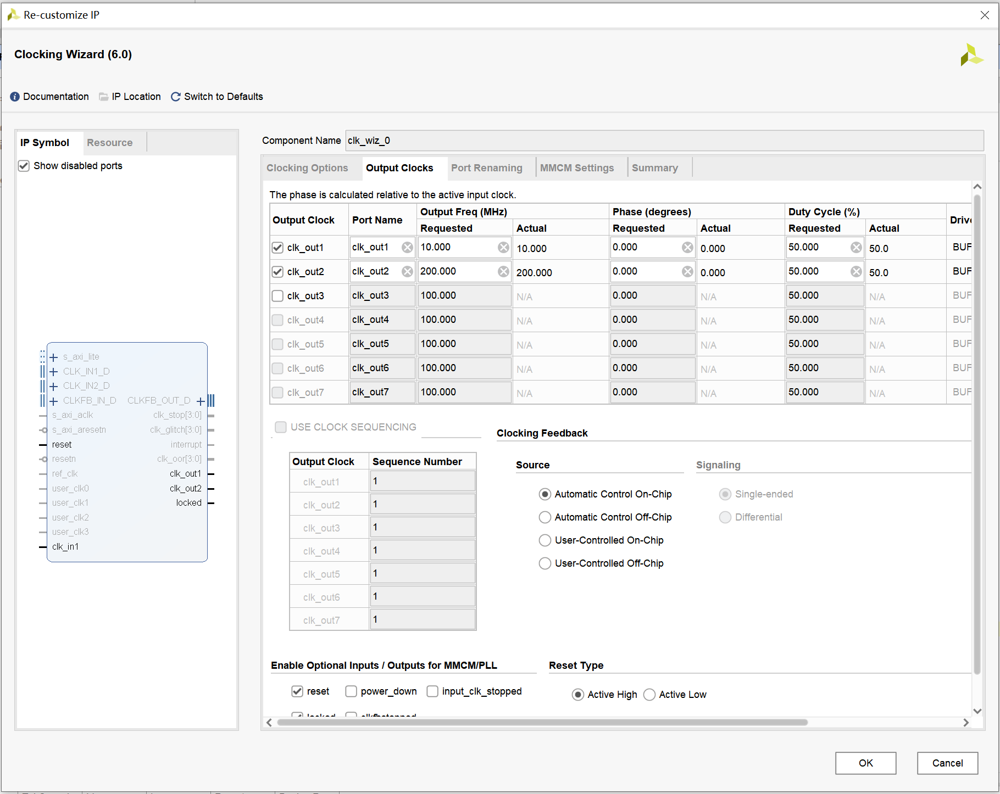 Re-customize IP
Clocking Wizard (6.0)
Documentation IP Location Switch to Defaults
IP Symbol Resource
Show disabled ports
s_axi_lite
CLK_IN1_D
CLK_IN2_D
CLKFB_IN_D CLKFB_OUT_D
s_axi_aclk clk_stop[3:0]
s_axi_aresetn clk_glitch[3:0]
reset interrupt
resetn clk_oor[3:0]
ref_clk clk_out1
user_clk0 clk_out2
user_clk1 locked
user_clk2
user_clk3
clk_in1
Component Name clk_wiz_0
Clocking Options Output Clocks Port Renaming MMCM Settings Summary
The phase is calculated relative to the active input clock.
Output Clock Port Name Output Freq (MHz) Phase (degrees) Duty Cycle (%) Drive
Requested Actual Requested Actual Requested Actual
clk_out1 clk_out1 10.000 10.000 0.000 0.000 50.000 50.0 BUF
clk_out2 clk_out2 200.000 200.000 0.000 0.000 50.000 50.0 BUF
clk_out3 clk_out3 100.000 N/A 0.000 N/A 50.000 N/A BUF
clk_out4 clk_out4 100.000 N/A 0.000 N/A 50.000 N/A BUF
clk_out5 clk_out5 100.000 N/A 0.000 N/A 50.000 N/A BUF
clk_out6 clk_out6 100.000 N/A 0.000 N/A 50.000 N/A BUF
clk_out7 clk_out7 100.000 N/A 0.000 N/A 50.000 N/A BUF
USE CLOCK SEQUENCING
Output Clock Sequence Number
clk_out1 1
clk_out2 1
clk_out3 1
clk_out4 1
clk_out5 1
clk_out6 1
clk_out7 1
Clocking Feedback
Source Signaling
Automatic Control On-Chip Single-ended
Automatic Control Off-Chip Differential
User-Controlled On-Chip
User-Controlled Off-Chip
Enable Optional Inputs / Outputs for MMCM/PLL Reset Type
reset power_down input_clk_stopped Active High Active Low
locked clkfbstopped
OK Cancel